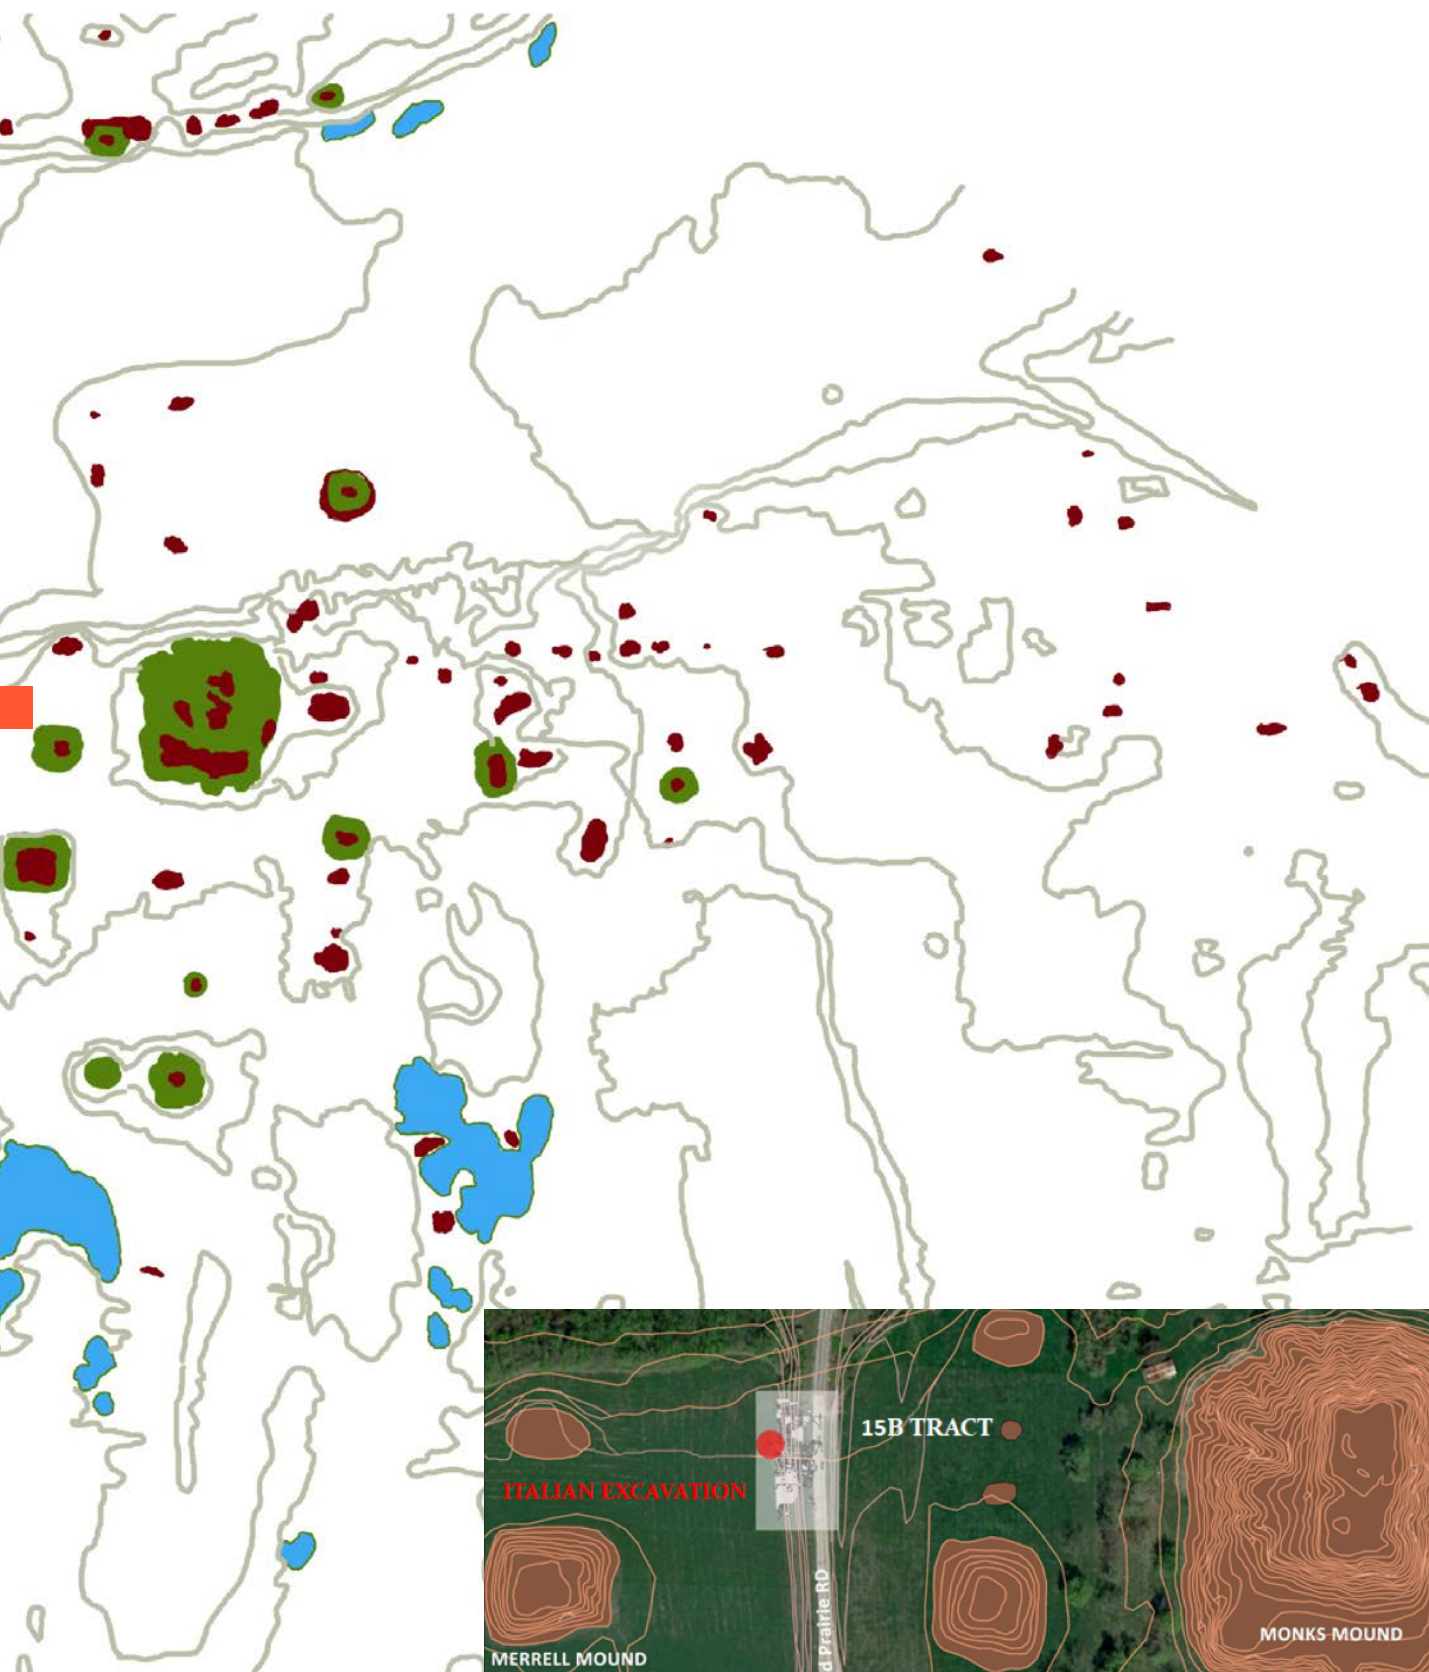 15B TRACT
ITALIAN EXCAVATION
d Prairie RD
MERRELL MOUND
MONKS MOUND